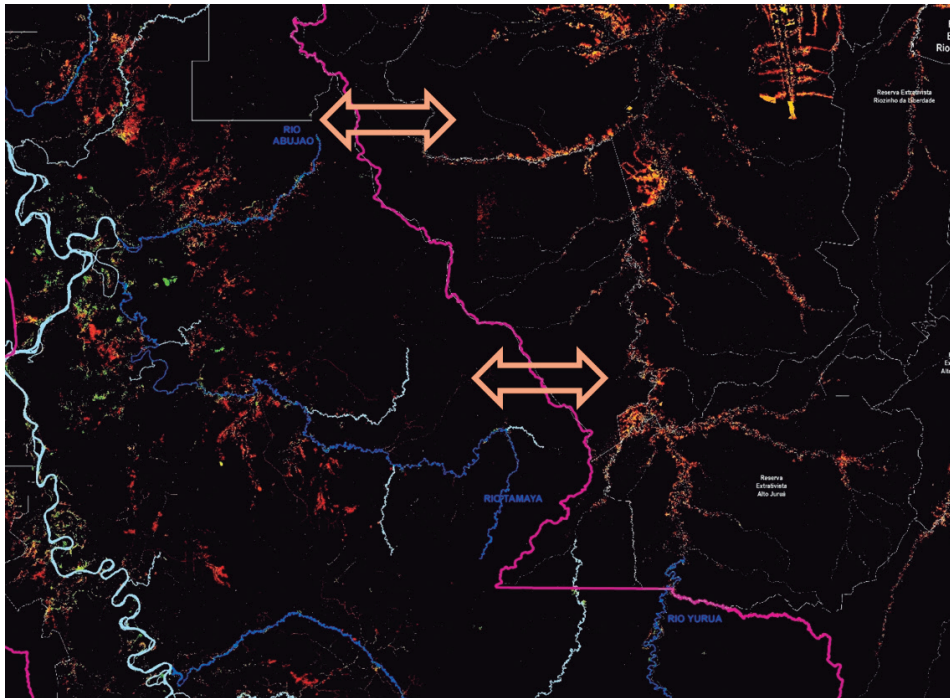 RIO
ABUJAO
Reserva Extrativista
Riozinho da Liberdade
RIO TAMAYA
Reserva
Extrativista
Alto Juruá
RIO YURUA